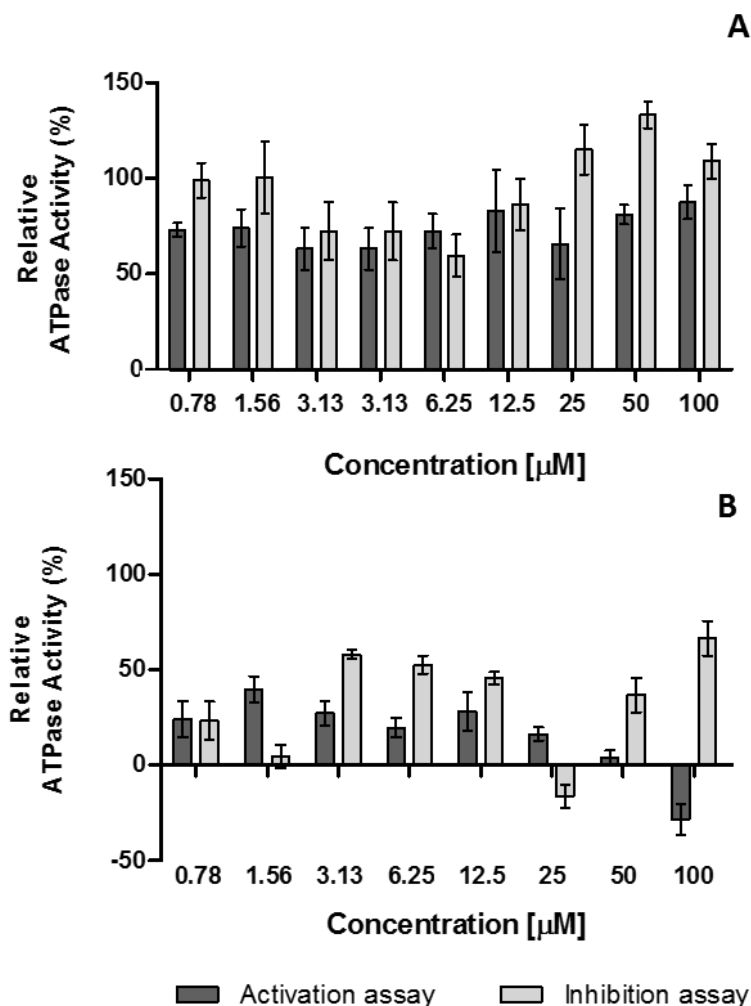 A
Relative
ATPase Activity (%)
150
100
50
0
0.78 1.56 3.13 3.13 6.25 12.5 25 50 100
Concentration [μM]
B
Relative
ATPase Activity (%)
150
100
50
0
-50
0.78 1.56 3.13 6.25 12.5 25 50 100
Concentration [μM]
Activation assay Inhibition assay